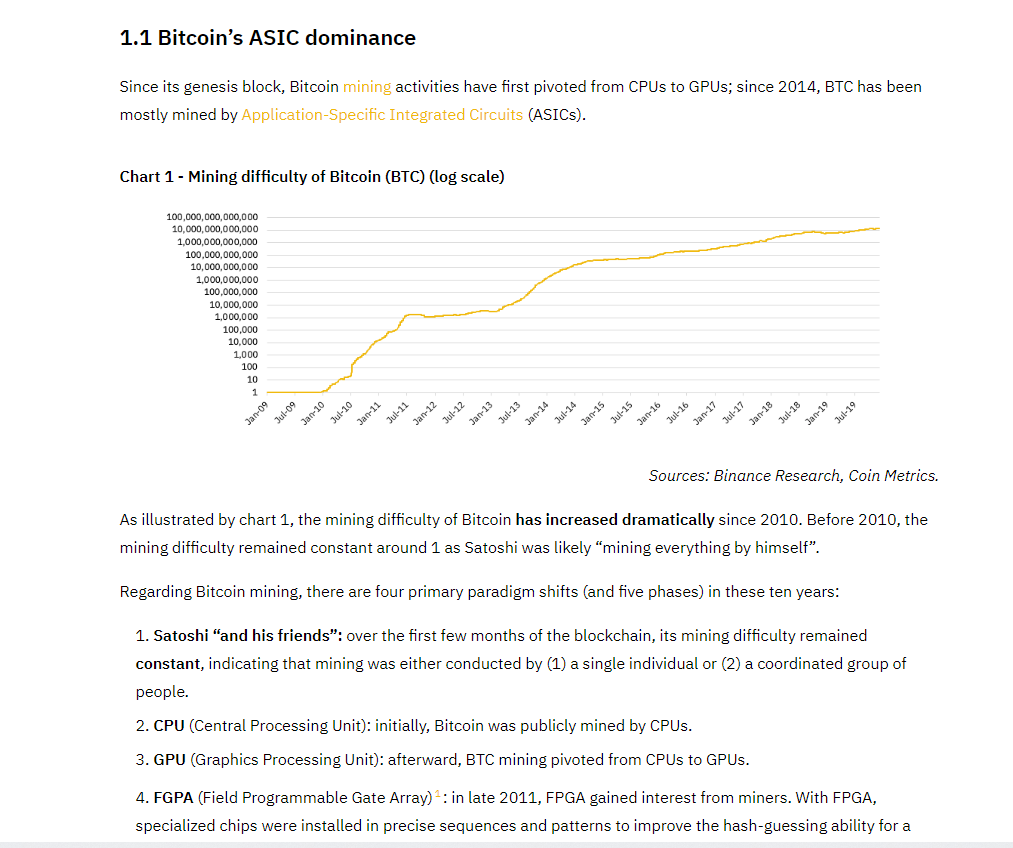 1.1 Bitcoin’s ASIC dominance
Since its genesis block, Bitcoin mining activities have first pivoted from CPUs to GPUs; since 2014, BTC has been
mostly mined by Application-Specific Integrated Circuits (ASICs).
Chart 1 - Mining difficulty of Bitcoin (BTC) (log scale)
100,000,000,000,000
10,000,000,000,000
1,000,000,000,000
100,000,000,000
10,000,000,000
1,000,000,000
100,000,000
10,000,000
1,000,000
100,000
10,000
1,000
100
10
1
Jan-09 Jul-09 Jan-10 Jul-10 Jan-11 Jul-11 Jan-12 Jul-12 Jan-13 Jul-13 Jan-14 Jul-14 Jan-15 Jul-15 Jan-16 Jul-16 Jan-17 Jul-17 Jan-18 Jul-18 Jan-19 Jul-19
Sources: Binance Research, Coin Metrics.
As illustrated by chart 1, the mining difficulty of Bitcoin has increased dramatically since 2010. Before 2010, the
mining difficulty remained constant around 1 as Satoshi was likely “mining everything by himself”.
Regarding Bitcoin mining, there are four primary paradigm shifts (and five phases) in these ten years:
1. Satoshi “and his friends”: over the first few months of the blockchain, its mining difficulty remained
constant, indicating that mining was either conducted by (1) a single individual or (2) a coordinated group of
people.
2. CPU (Central Processing Unit): initially, Bitcoin was publicly mined by CPUs.
3. GPU (Graphics Processing Unit): afterward, BTC mining pivoted from CPUs to GPUs.
4. FGPA (Field Programmable Gate Array)1: in late 2011, FPGA gained interest from miners. With FPGA,
specialized chips were installed in precise sequences and patterns to improve the hash-guessing ability for a